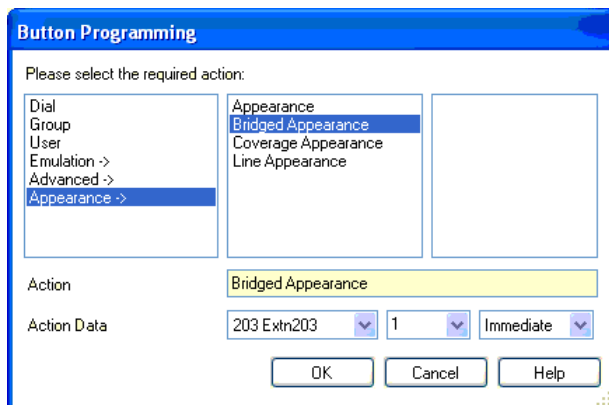 Button Programming
Please select the required action:
Dial
Group
User
Emulation ->
Advanced ->
Appearance ->
Appearance
Bridged Appearance
Coverage Appearance
Line Appearance
Action
Bridged Appearance
Action Data
203 Extn203
1
Immediate
OK
Cancel
Help